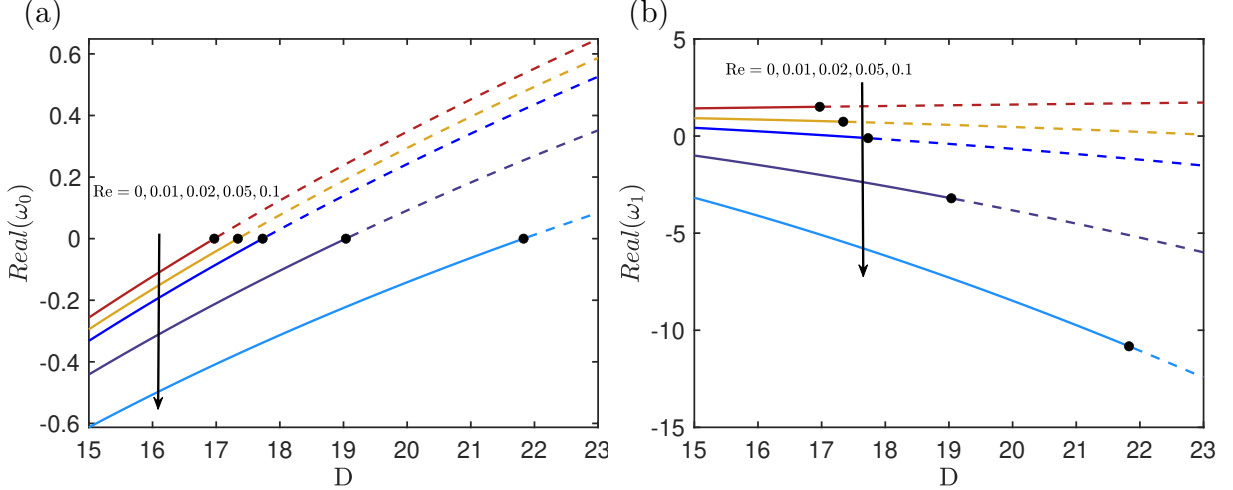 (a)
0.6
0.4
0.2
0
-0.2
-0.4
-0.6
Real(ω₀)
Re = 0, 0.01, 0.02, 0.05, 0.1
15 16 17 18 19 20 21 22 23
D
(b)
5
0
-5
-10
-15
Real(ω₁)
Re = 0, 0.01, 0.02, 0.05, 0.1
15 16 17 18 19 20 21 22 23
D